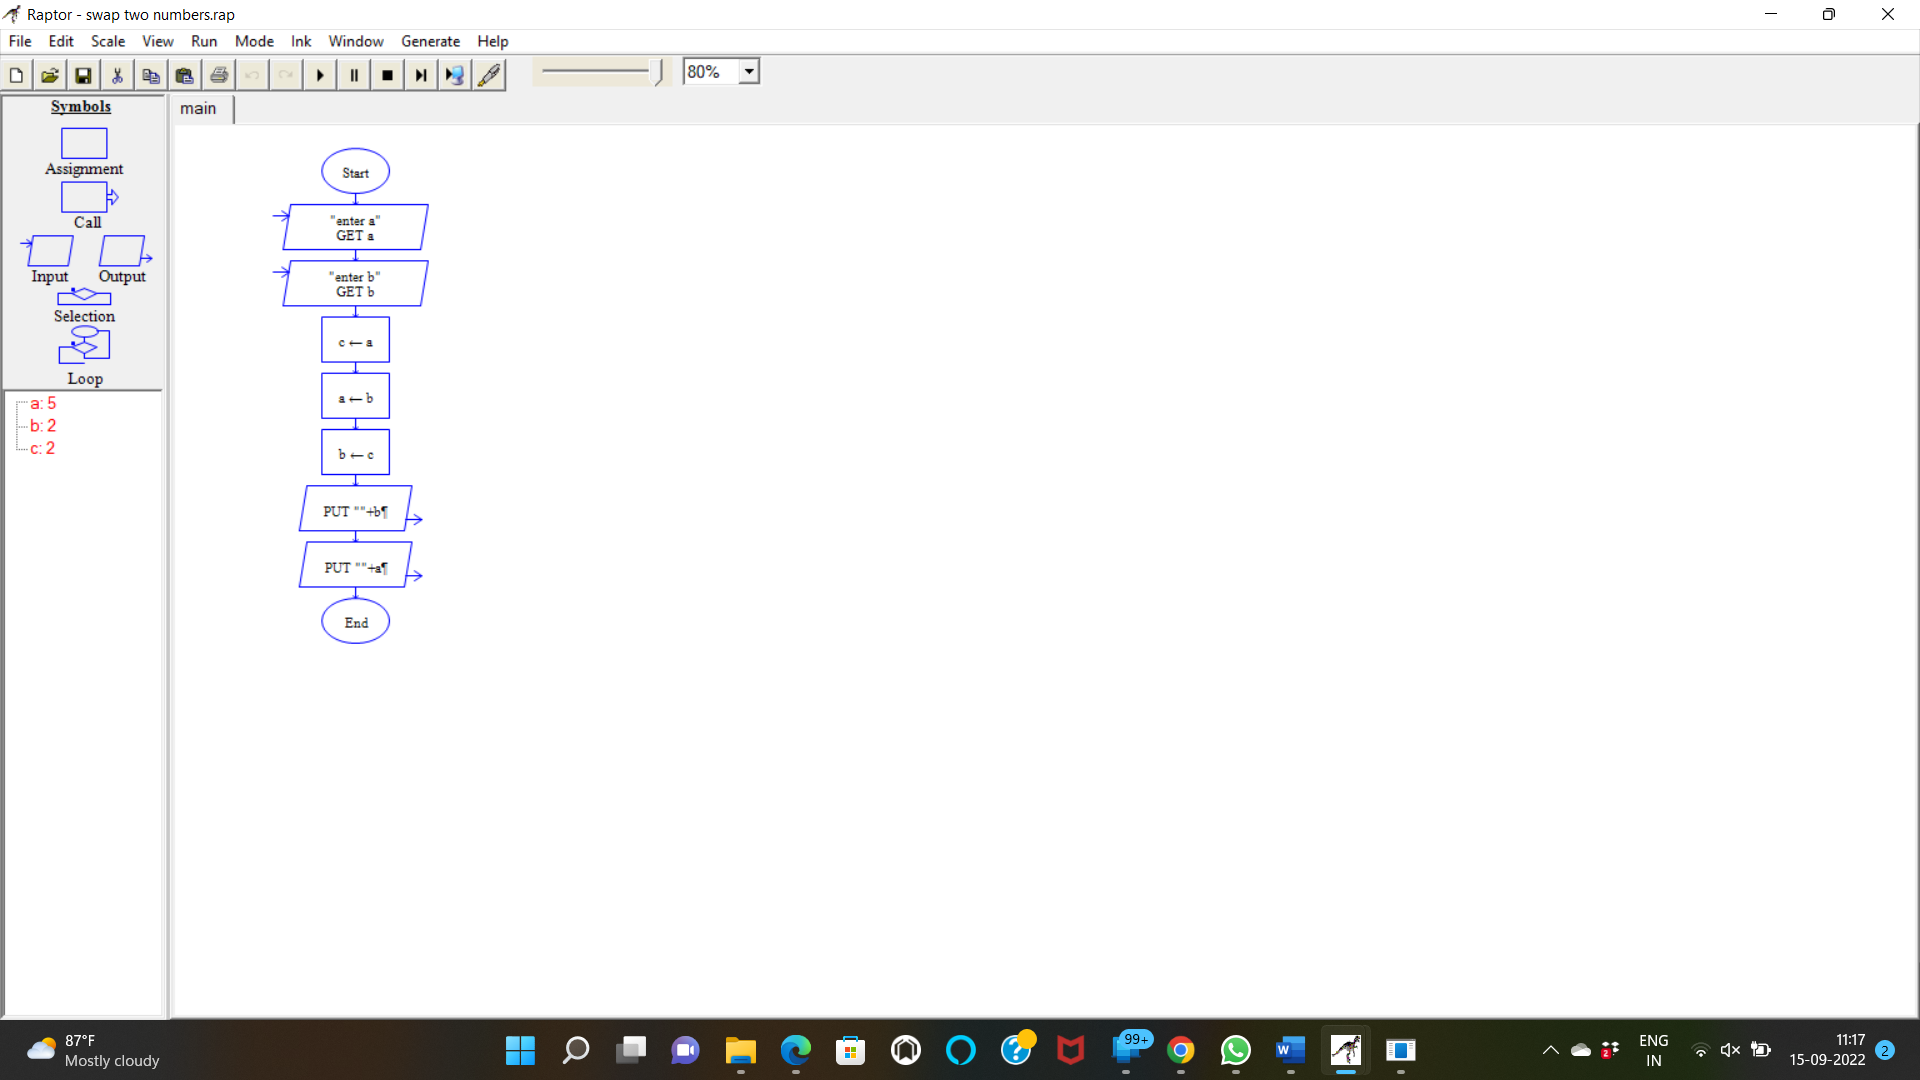 Raptor - swap two numbers.rap
File Edit Scale View Run Mode Ink Window Generate Help
80%
Symbols
main
Assignment
Call
Input Output
Selection
Loop
a: 5
b: 2
c: 2
Start
"enter a"
GET a
"enter b"
GET b
c ← a
a ← b
b ← c
PUT ""+b¶
PUT ""+a¶
End
87°F
Mostly cloudy
99+
2
ENG
IN
11:17
15-09-2022
2